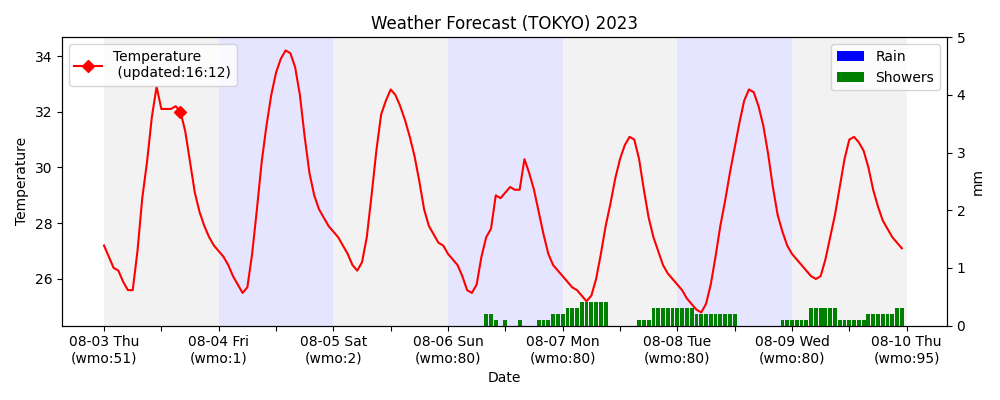 Weather Forecast (TOKYO) 2023
Temperature
(updated:16:12)
Rain
Showers
34
32
30
28
26
Temperature
5
4
3
2
1
0
mm
08-03 Thu
(wmo:51)
08-04 Fri
(wmo:1)
08-05 Sat
(wmo:2)
08-06 Sun
(wmo:80)
08-07 Mon
(wmo:80)
08-08 Tue
(wmo:80)
08-09 Wed
(wmo:80)
08-10 Thu
(wmo:95)
Date